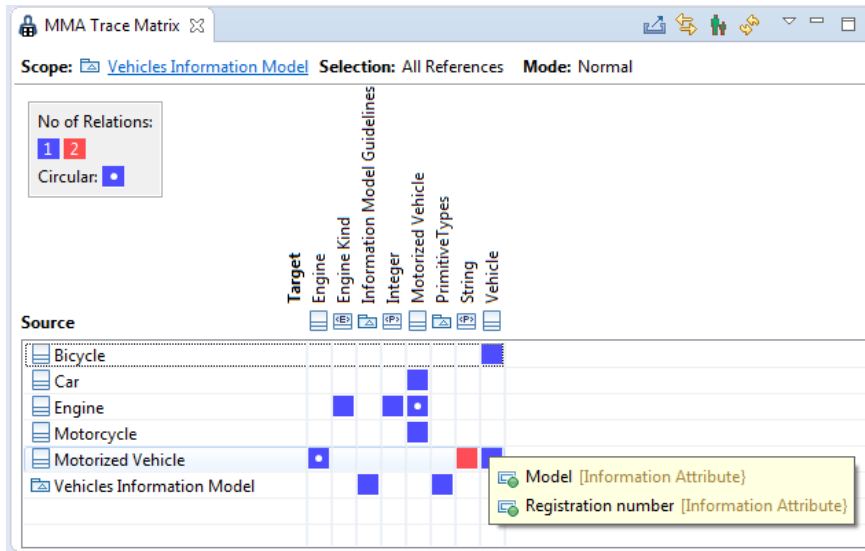 MMA Trace Matrix
Scope: Vehicles Information Model Selection: All References Mode: Normal
No of Relations:
1 2
Circular:
Target
Engine
Engine Kind
Information Model Guidelines
Integer
Motorized Vehicle
PrimitiveTypes
String
Vehicle
<E> <P> <P>
Source
Bicycle
Car
Engine
Motorcycle
Motorized Vehicle
Vehicles Information Model
Model [Information Attribute}
Registration number [Information Attribute}